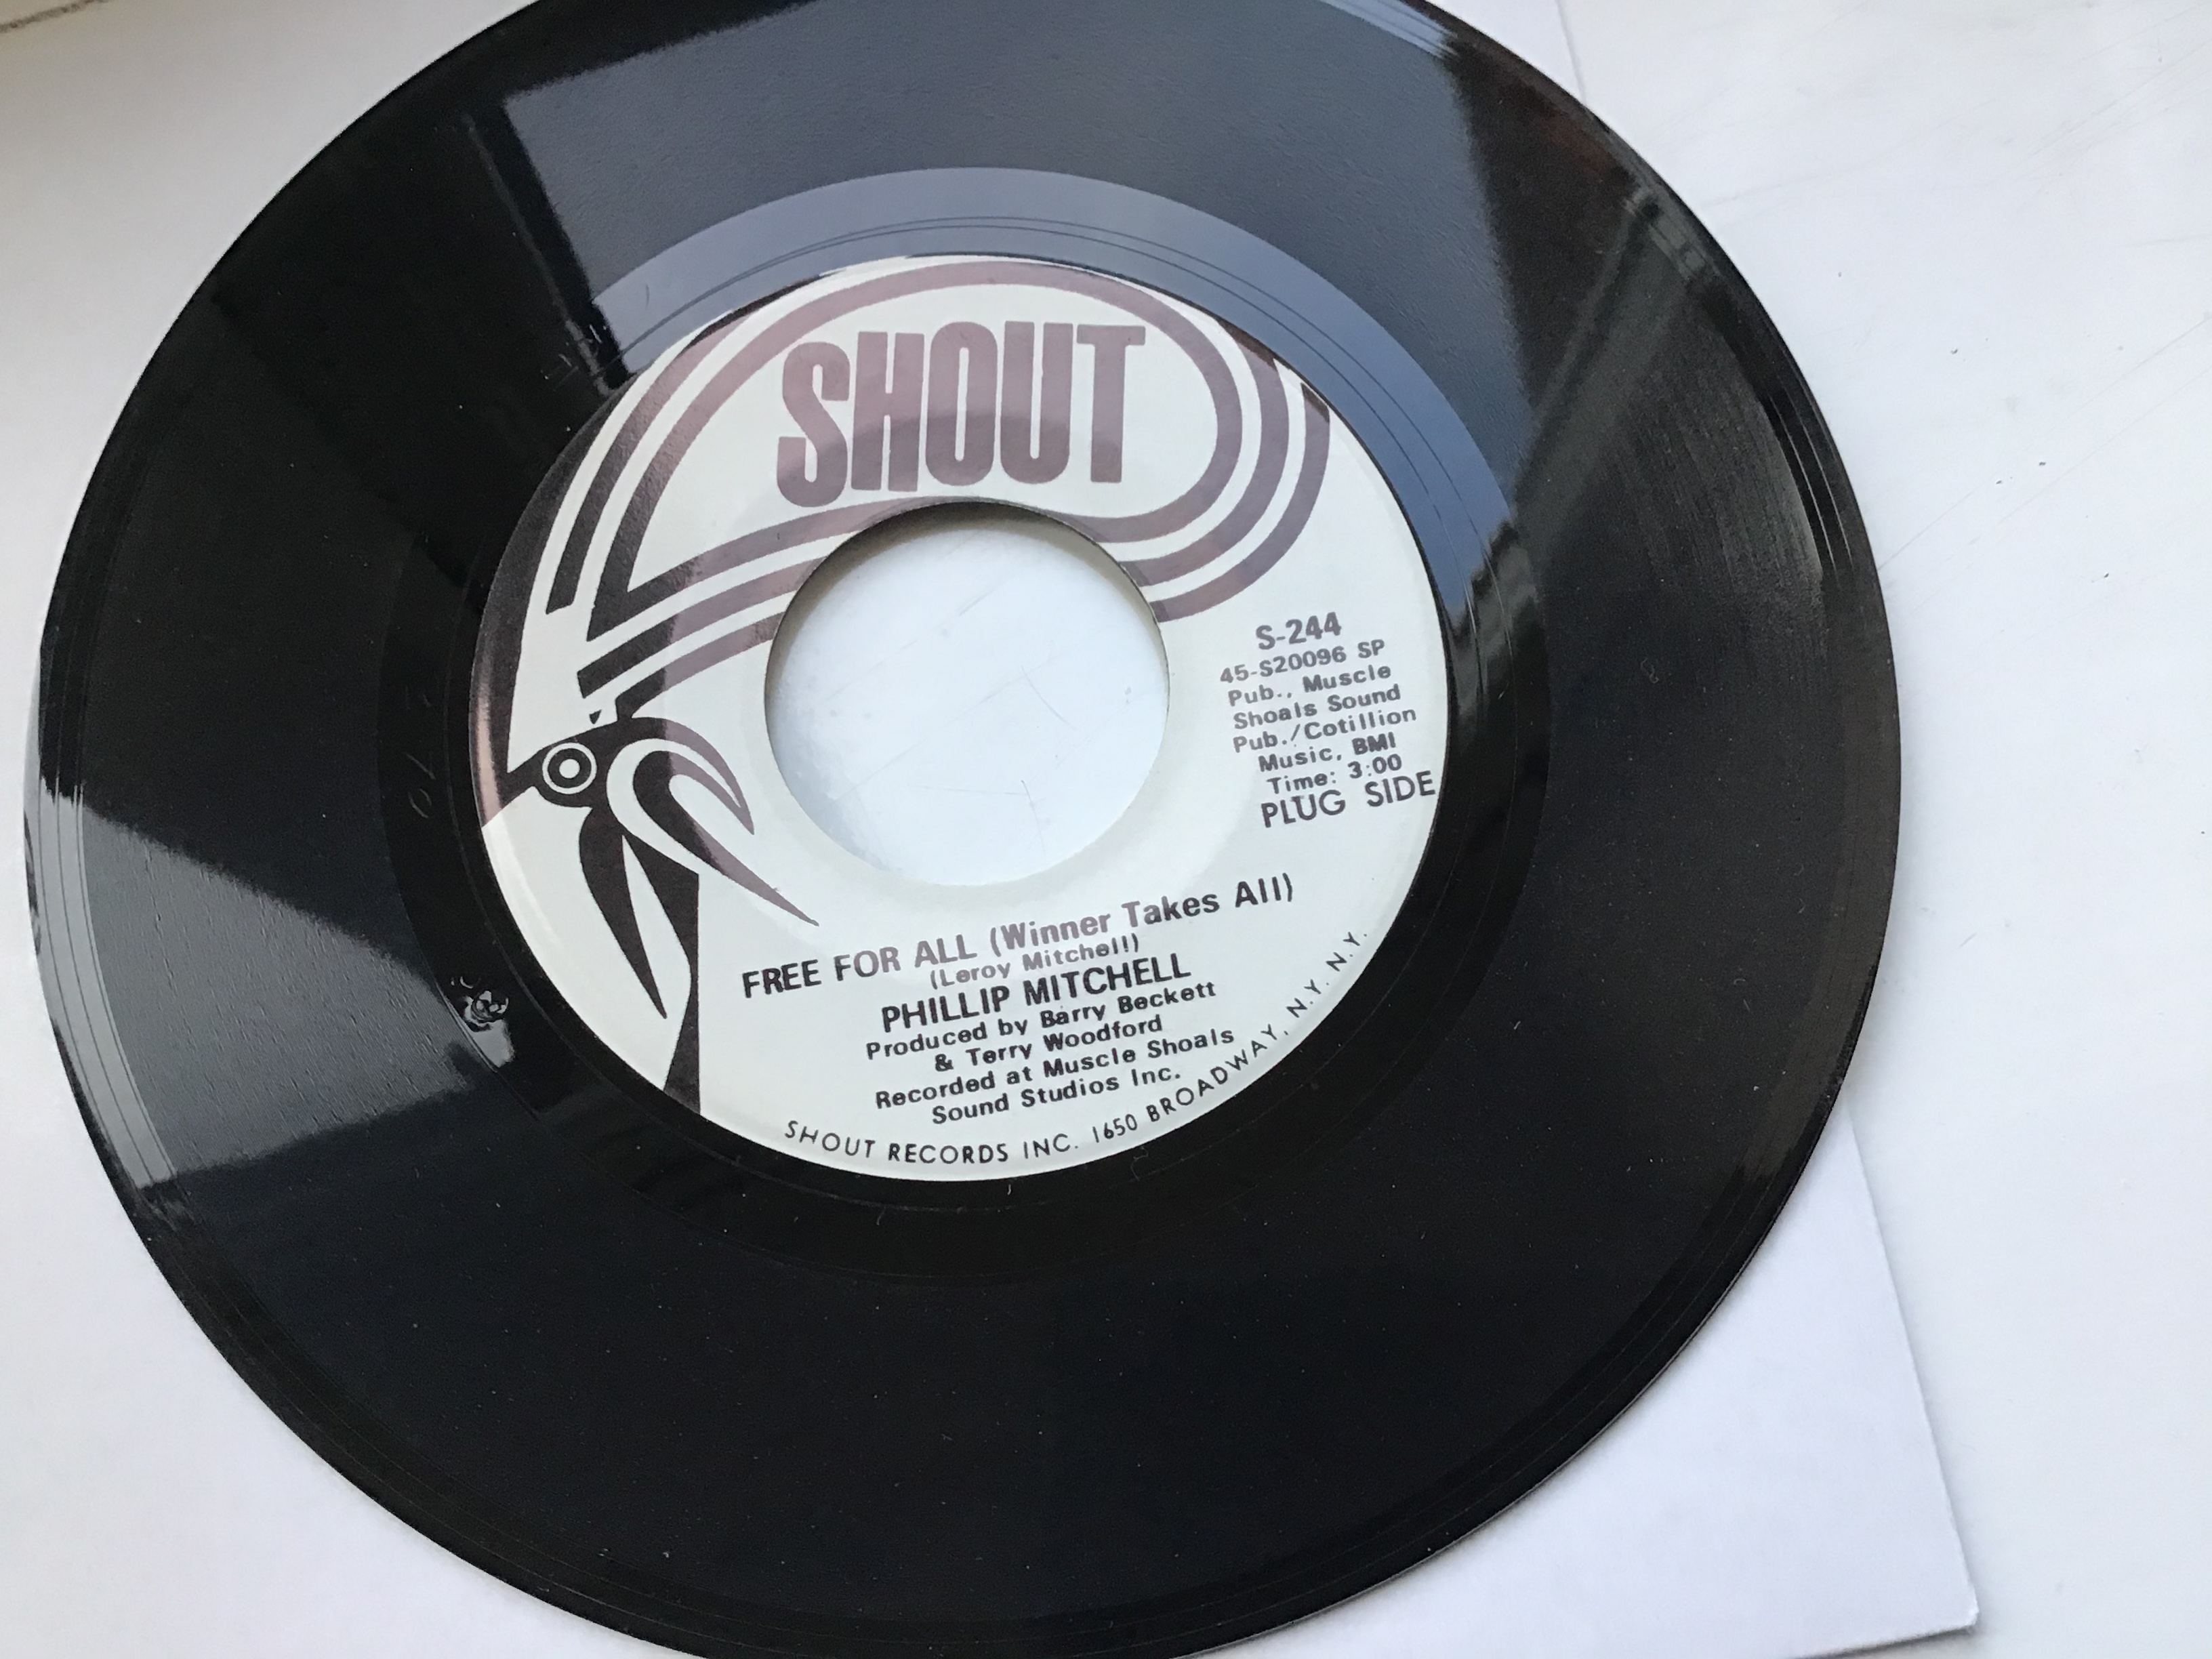 SHOUT
S-244
45-S20096 SP
Pub., Muscle
Shoals Sound
Pub./Cotillion
Music, BMI
Time: 3:00
PLUG SIDE
FREE FOR ALL (Winner Takes All)
(Leroy Mitchell)
PHILLIP MITCHELL
Produced by Barry Beckett
& Terry Woodford
Recorded at Muscle Shoals
Sound Studios Inc.
SHOUT RECORDS INC. 1650 BROADWAY, N.Y. N.Y.